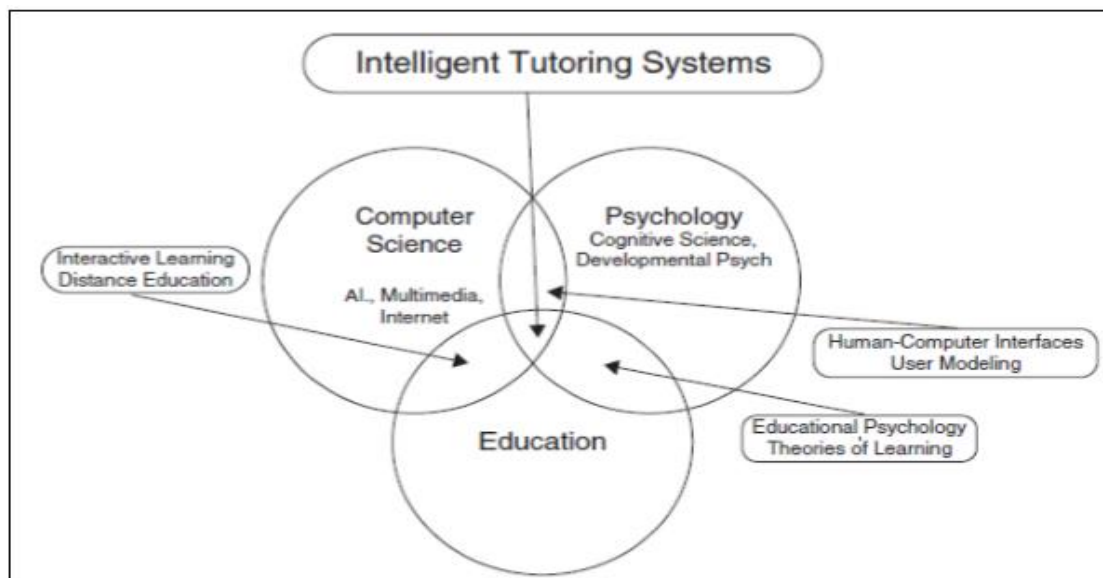 Intelligent Tutoring Systems
Computer
Science
AI., Multimedia,
Internet
Psychology
Cognitive Science,
Developmental Psych
Interactive Learning
Distance Education
Human-Computer Interfaces
User Modeling
Educational Psychology
Theories of Learning
Education